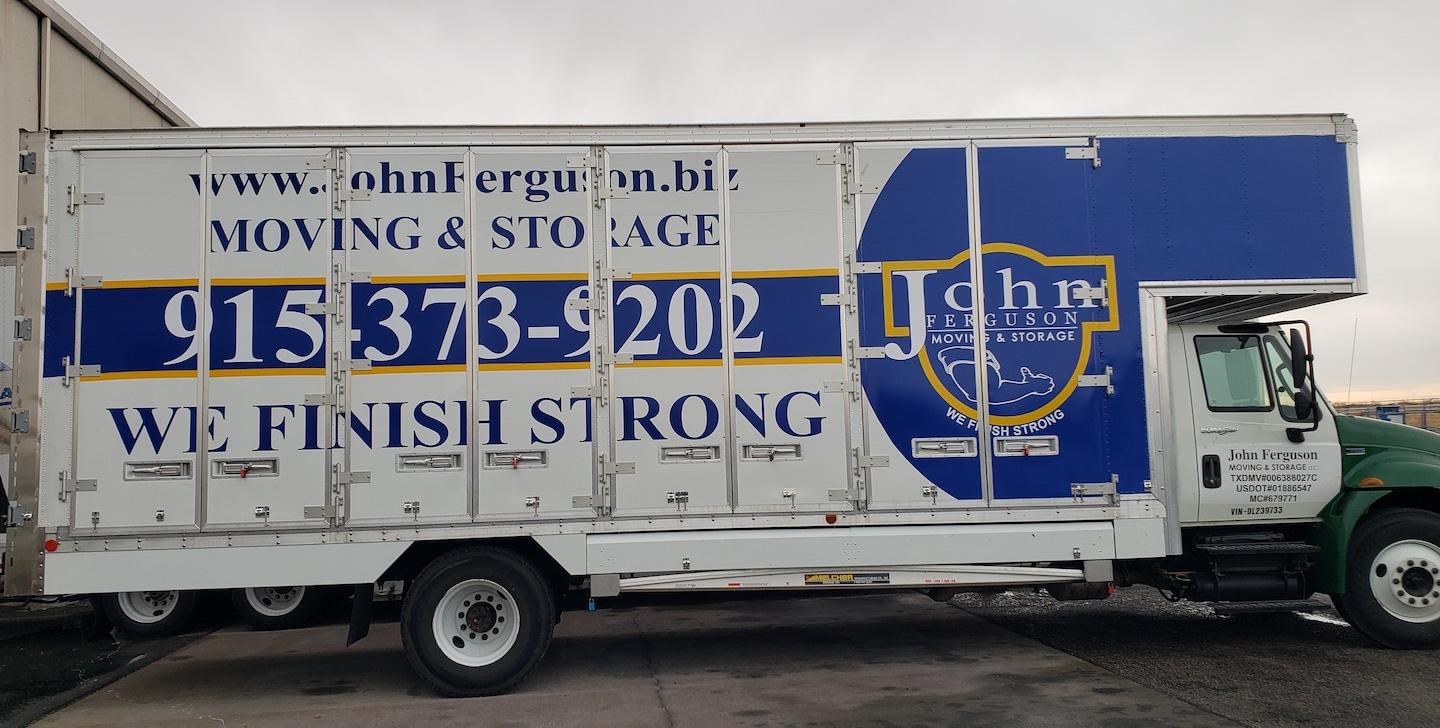 www.JohnFerguson.biz
MOVING & STORAGE
915-373-9202
WE FINISH STRONG
John
FERGUSON
MOVING & STORAGE
WE FINISH STRONG
John Ferguson
MOVING & STORAGE LLC
TXDMV#006388027C
USDOT#01886547
MC#679771
VIN-DL239733
MELCHER